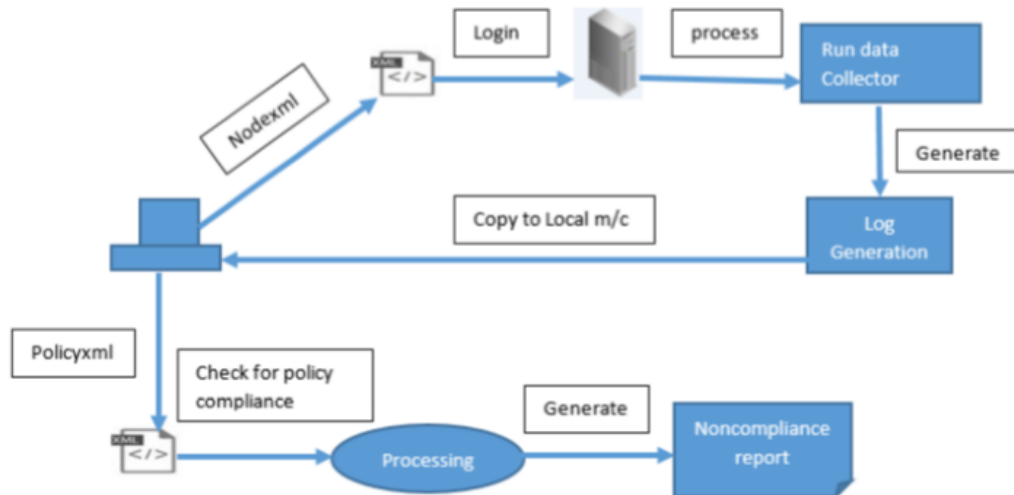 Login
process
XML
</>
Run data
Collector
Nodexml
Generate
Copy to Local m/c
Log
Generation
Policyxml
Check for policy
compliance
Generate
XML
</>
Processing
Noncompliance
report